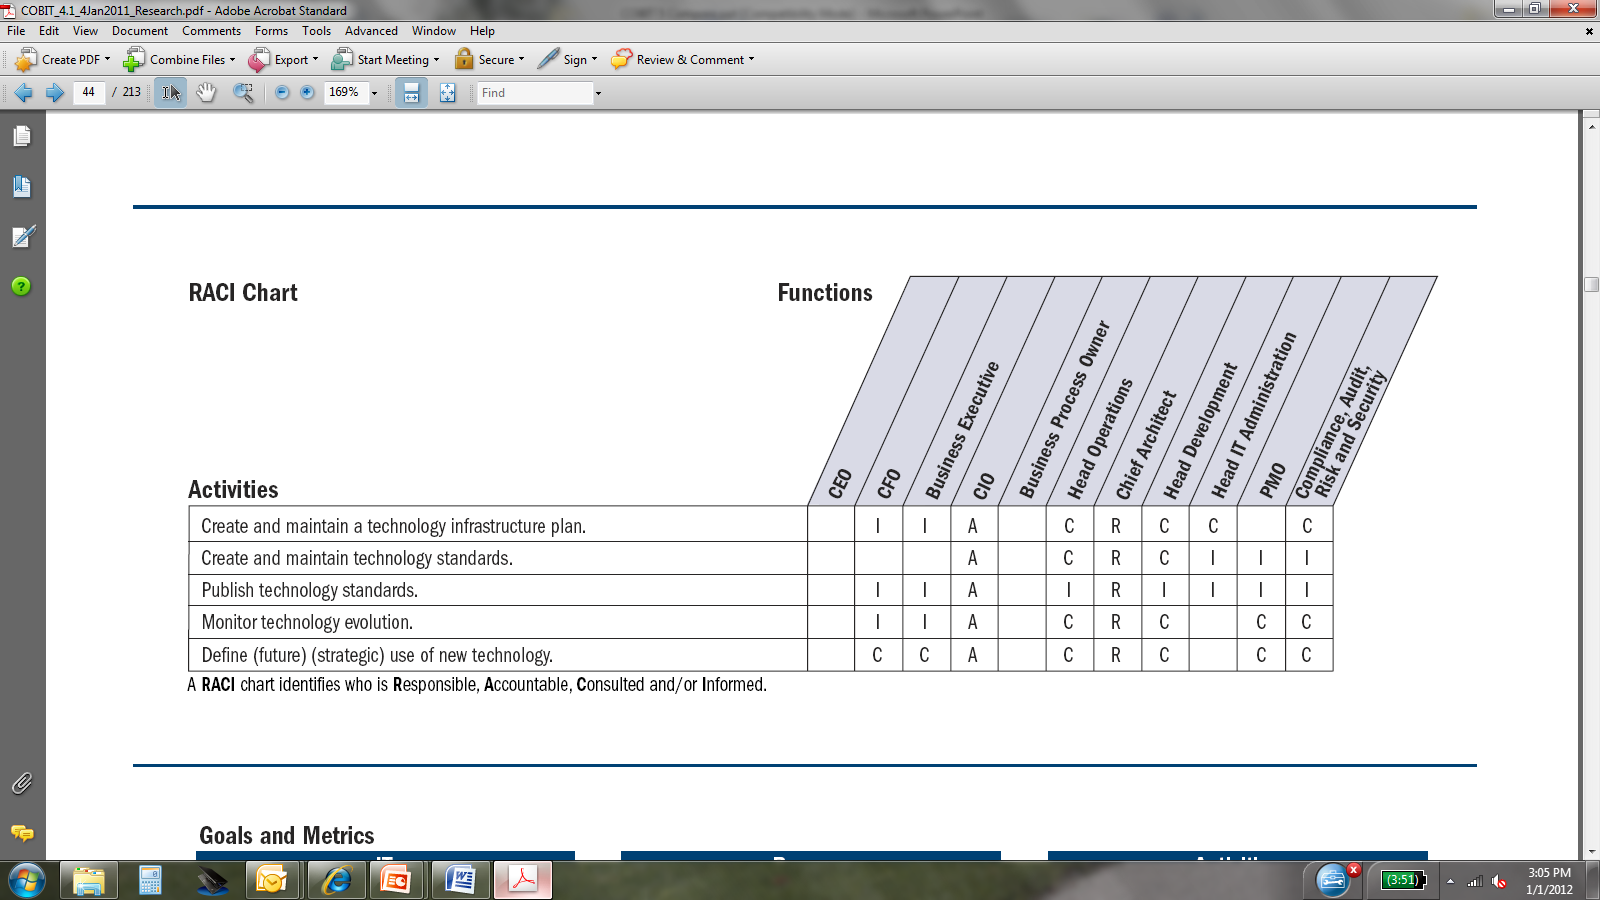 COBIT_4.1_4Jan2011_Research.pdf - Adobe Acrobat Standard
File Edit View Document Comments Forms Tools Advanced Window Help
Create PDF Combine Files Export Start Meeting Secure Sign Review & Comment
44 / 213 169% Find
RACI Chart
Functions
CEO
CFO
Business Executive
CIO
Business Process Owner
Head Operations
Chief Architect
Head Development
Head IT Administration
PMO
Compliance, Audit,
Risk and Security
Activities
Create and maintain a technology infrastructure plan. I I A C R C C C
Create and maintain technology standards. A C R C I I I
Publish technology standards. I I A I R I I I I
Monitor technology evolution. I I A C R C C C
Define (future) (strategic) use of new technology. C C A C R C C C
A RACI chart identifies who is Responsible, Accountable, Consulted and/or Informed.
Goals and Metrics
(3:51)
3:05 PM
1/1/2012